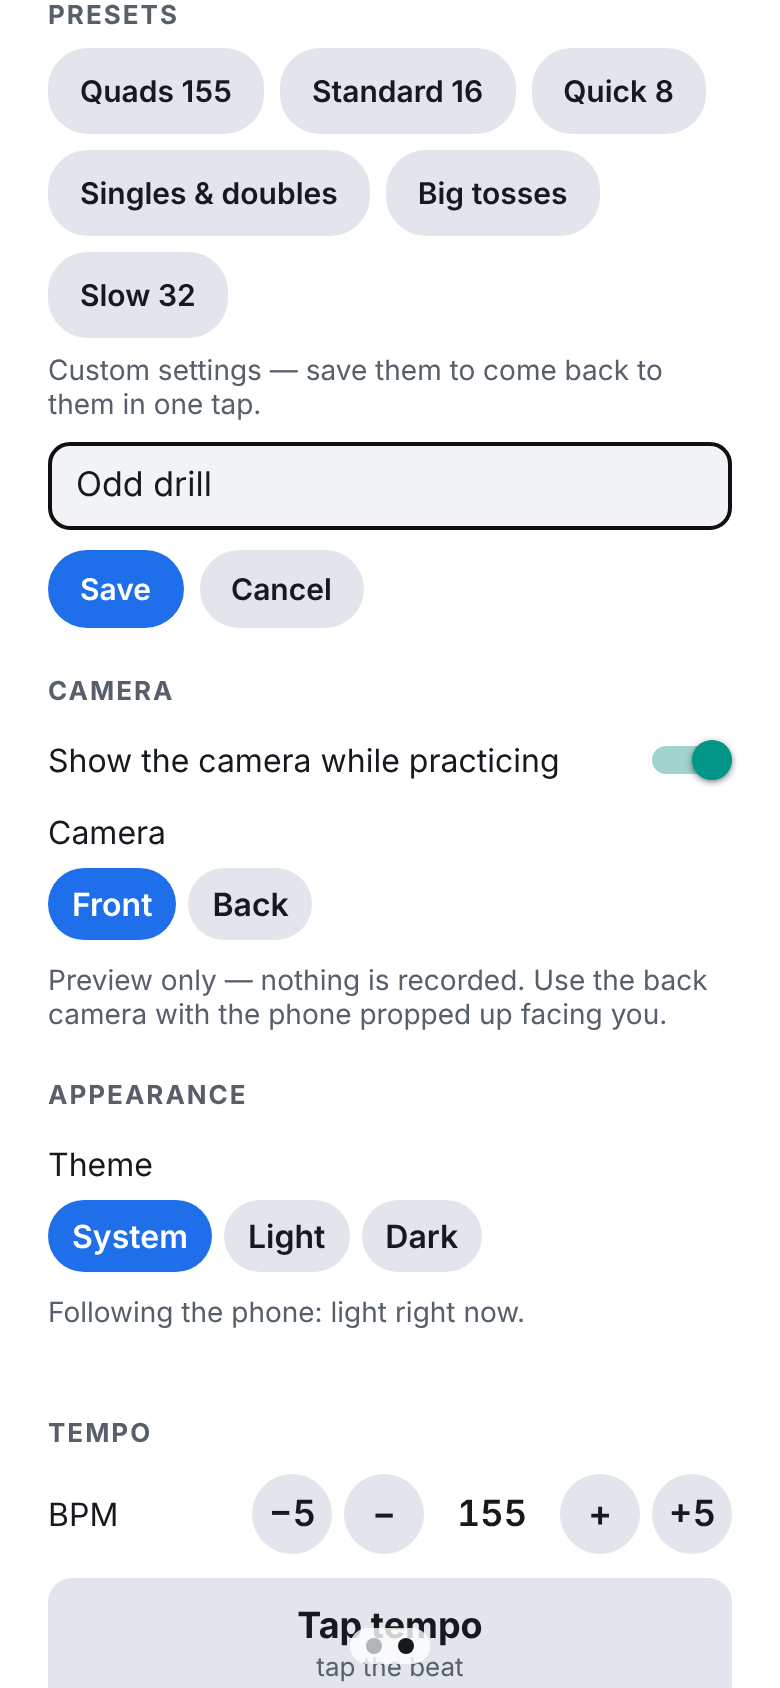 PRESETS
Quads 155 Standard 16 Quick 8
Singles & doubles Big tosses
Slow 32
Custom settings — save them to come back to
them in one tap.
Odd drill
Save Cancel
CAMERA
Show the camera while practicing
Camera
Front Back
Preview only — nothing is recorded. Use the back
camera with the phone propped up facing you.
APPEARANCE
Theme
System Light Dark
Following the phone: light right now.
TEMPO
BPM −5 − 155 + +5
Tap tempo
tap the beat